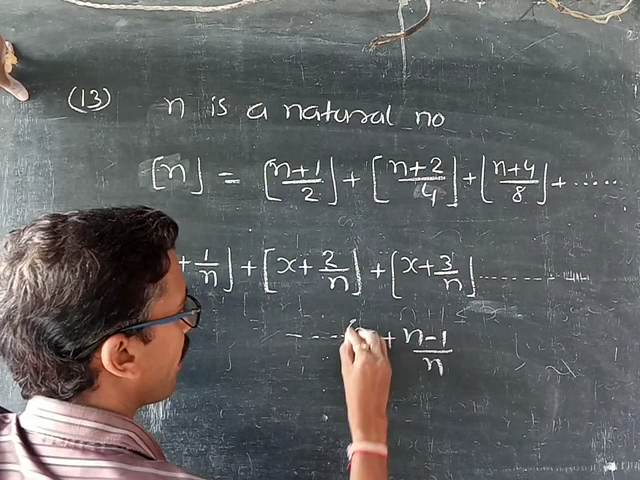 (13) n is a natural no
[n] = [n+1/2] + [n+2/4] + [n+4/8] + .....
+ 1/n] + [x + 2/n] + [x + 3/n] ............
- ---- + n-1/n